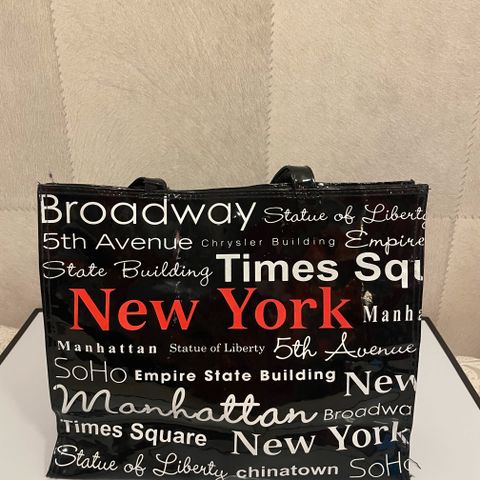 Broadway Statue of Liberty
5th Avenue Chrysler Building Empire
State Building Times Squ
New York Manha
Manhattan Statue of Liberty 5th Avenue
SoHo Empire State Building New
Manhattan Broadwa
Times Square New York
Statue of Liberty chinatown SoHo